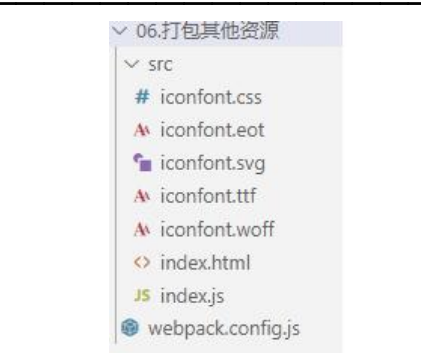 06.打包其他资源
src
# iconfont.css
iconfont.eot
iconfont.svg
iconfont.ttf
iconfont.woff
<> index.html
JS index.js
webpack.config.js